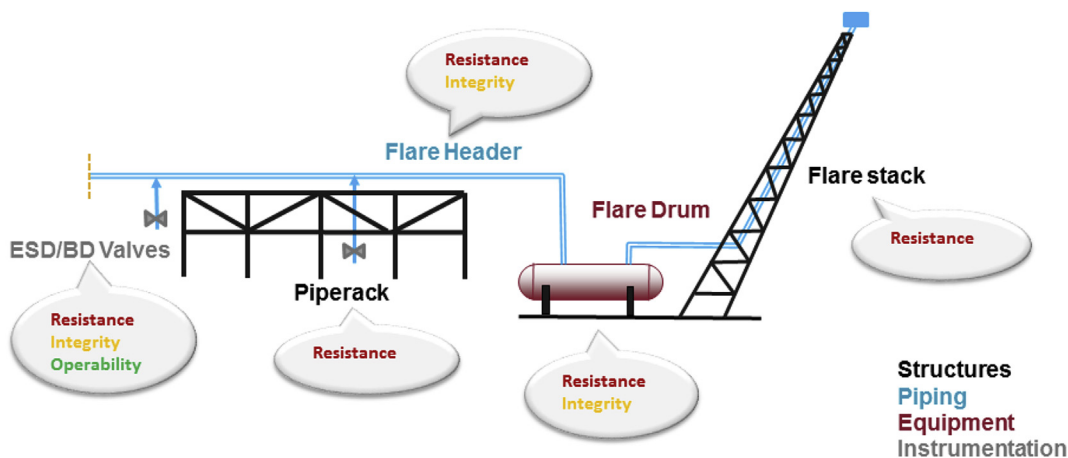 Resistance
Integrity
Flare Header
Flare stack
Flare Drum
Resistance
ESD/BD Valves
Piperack
Resistance
Integrity
Operability
Resistance
Resistance
Integrity
Structures
Piping
Equipment
Instrumentation